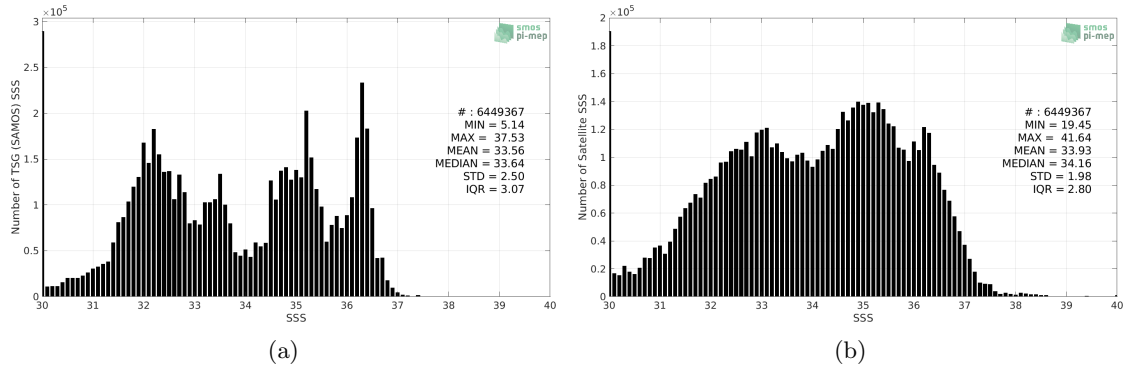 ×10⁵
3
2.5
2
1.5
1
0.5
0
30 31 32 33 34 35 36 37 38 39 40
Number of TSG (SAMOS) SSS
SSS
smos
pi-mep
# : 6449367
MIN = 5.14
MAX = 37.53
MEAN = 33.56
MEDIAN = 33.64
STD = 2.50
IQR = 3.07
(a)
×10⁵
2
1.8
1.6
1.4
1.2
1
0.8
0.6
0.4
0.2
0
30 31 32 33 34 35 36 37 38 39 40
Number of Satellite SSS
SSS
smos
pi-mep
# : 6449367
MIN = 19.45
MAX = 41.64
MEAN = 33.93
MEDIAN = 34.16
STD = 1.98
IQR = 2.80
(b)